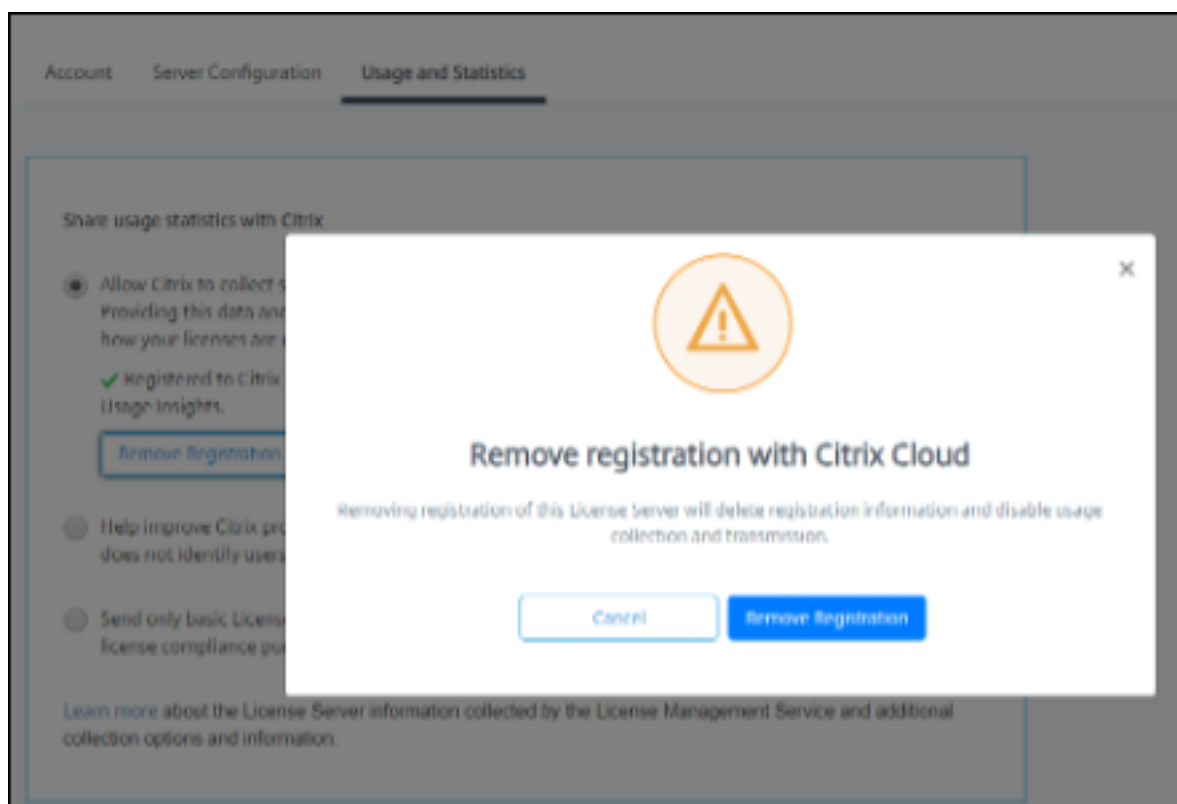 Account Server Configuration Usage and Statistics
Share usage statistics with Citrix
Allow Citrix to collect s
Providing this data and
how your licenses are
✓ Registered to Citrix
Usage Insights.
Remove Registration
Help improve Citrix pro
does not identify users
Send only basic Licens
license compliance pu
Learn more about the License Server information collected by the License Management Service and additional
collection options and information.
×
Remove registration with Citrix Cloud
Removing registration of this License Server will delete registration information and disable usage
collection and transmission.
Cancel Remove Registration